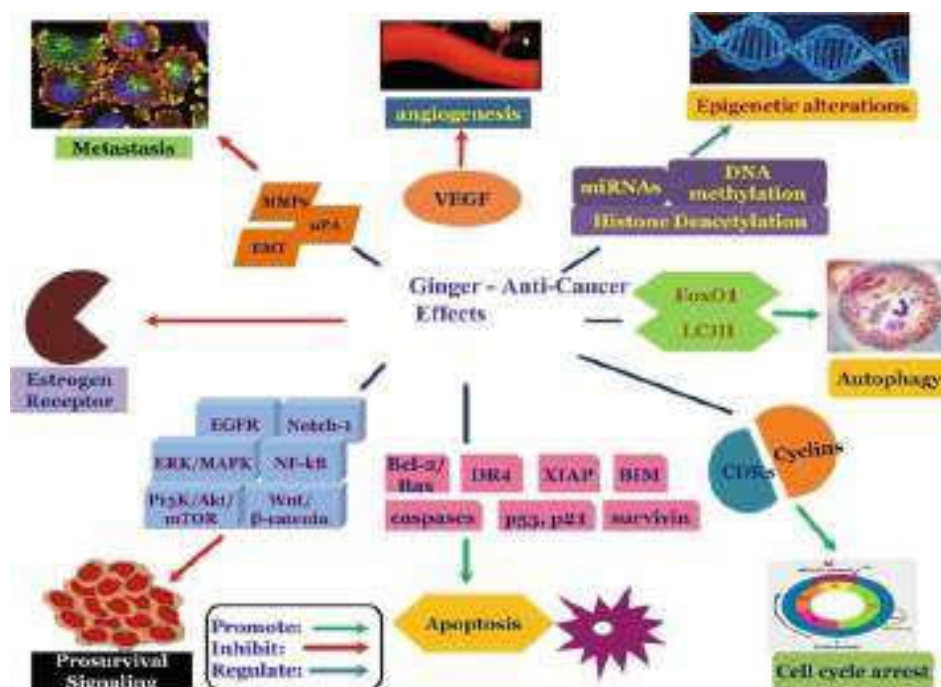 Metastasis
angiogenesis
Epigenetic alterations
MMPs
uPA
EMT
VEGF
miRNAs
DNA
methylation
Histone Deacetylation
Ginger - Anti-Cancer
Effects
LCIII
Autophagy
Estrogen
Receptor
EGFR
Notch-1
ERK/MAPK
NF-kB
Pi3K/Akt/
mTOR
Wnt/
β-catenin
Bcl-2/
Bax
DR4
XIAP
BIM
caspases
p53, p21
survivin
CDKs
Cyclins
Prosurvival
Signaling
Promote:
Inhibit:
Regulate:
Apoptosis
Cell cycle arrest